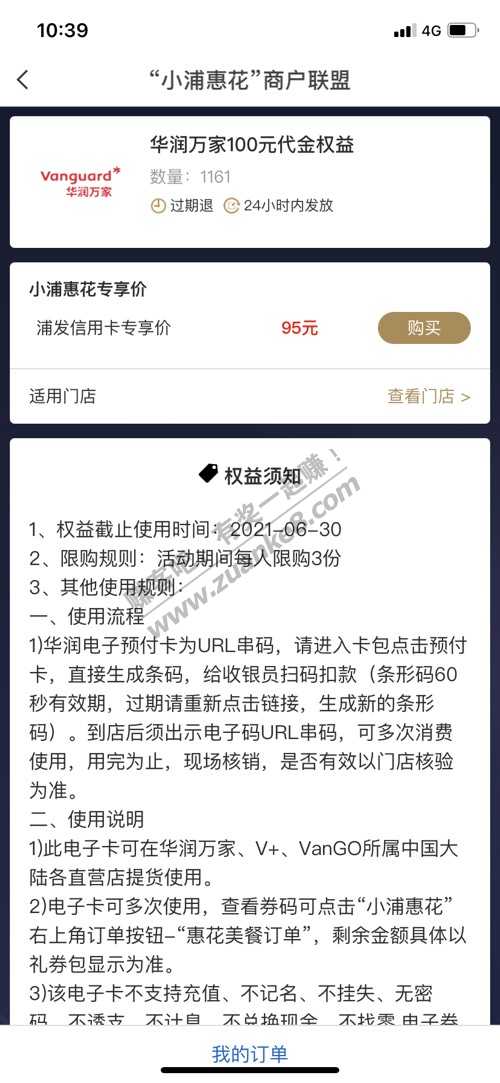 10:39
4G
“小浦惠花”商户联盟
华润万家100元代金权益
Vanguard*
华润万家
数量：1161
过期退 24小时内发放
小浦惠花专享价
浦发信用卡专享价 95元 购买
适用门店 查看门店 >
权益须知
1、权益截止使用时间：2021-06-30
2、限购规则：活动期间每人限购3份
3、其他使用规则：
一、使用流程
1)华润电子预付卡为URL串码，请进入卡包点击预付
卡，直接生成条码，给收银员扫码扣款（条形码60
秒有效期，过期请重新点击链接，生成新的条形
码）。到店后须出示电子码URL串码，可多次消费
使用，用完为止，现场核销，是否有效以门店核验
为准。
二、使用说明
1)此电子卡可在华润万家、V+、VanGO所属中国大
陆各直营店提货使用。
2)电子卡可多次使用，查看券码可点击“小浦惠花”
右上角订单按钮-“惠花美餐订单”，剩余金额具体以
礼券包显示为准。
3)该电子卡不支持充值、不记名、不挂失、无密
码、不透支、不计息、不兑换现金、不找零,电子券
我的订单
赚客吧，有奖一起赚！
www.zuanke8.com